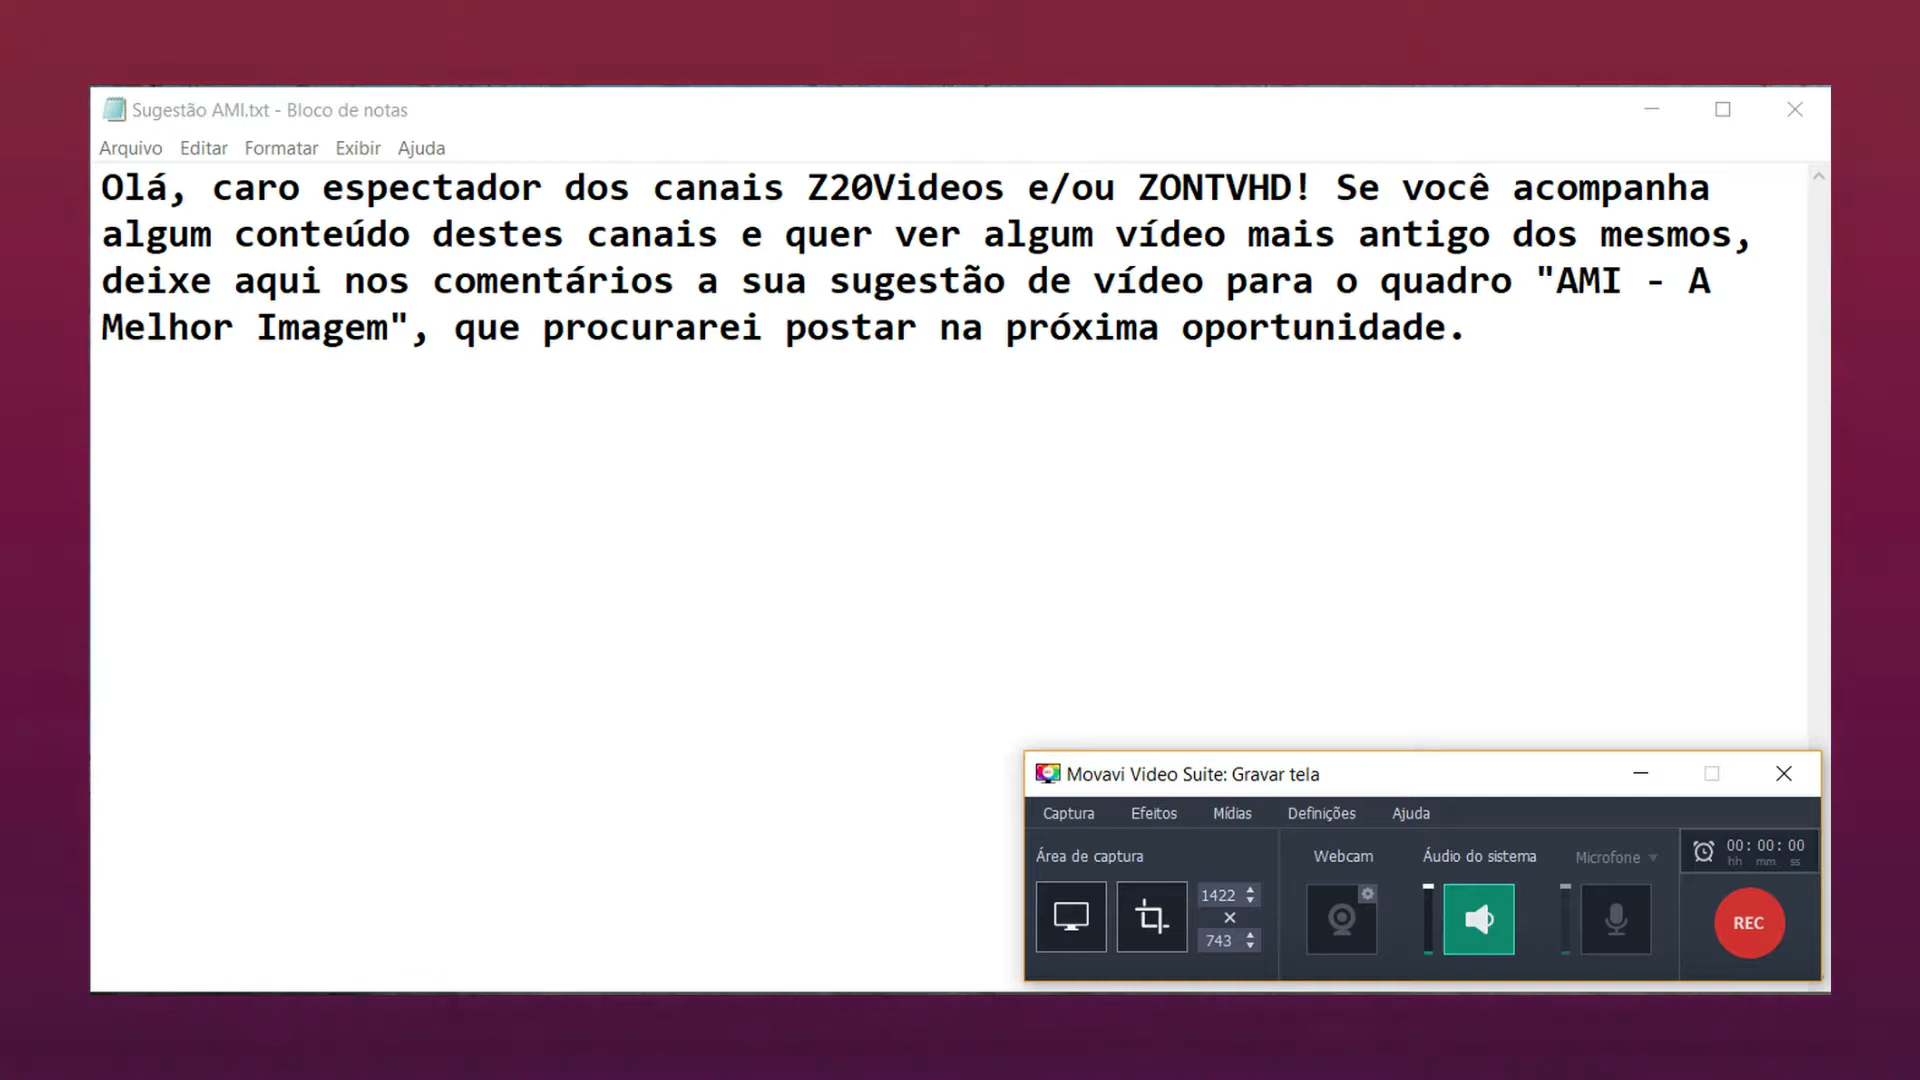 Sugestão AMI.txt - Bloco de notas
Arquivo Editar Formatar Exibir Ajuda
Olá, caro espectador dos canais Z20Videos e/ou ZONTVHD! Se você acompanha
algum conteúdo destes canais e quer ver algum vídeo mais antigo dos mesmos,
deixe aqui nos comentários a sua sugestão de vídeo para o quadro "AMI - A
Melhor Imagem", que procurarei postar na próxima oportunidade.
Movavi Video Suite: Gravar tela
Captura Efeitos Mídias Definições Ajuda
Área de captura Webcam Áudio do sistema Microfone
00:00:00
hh mm ss
1422
×
743
REC